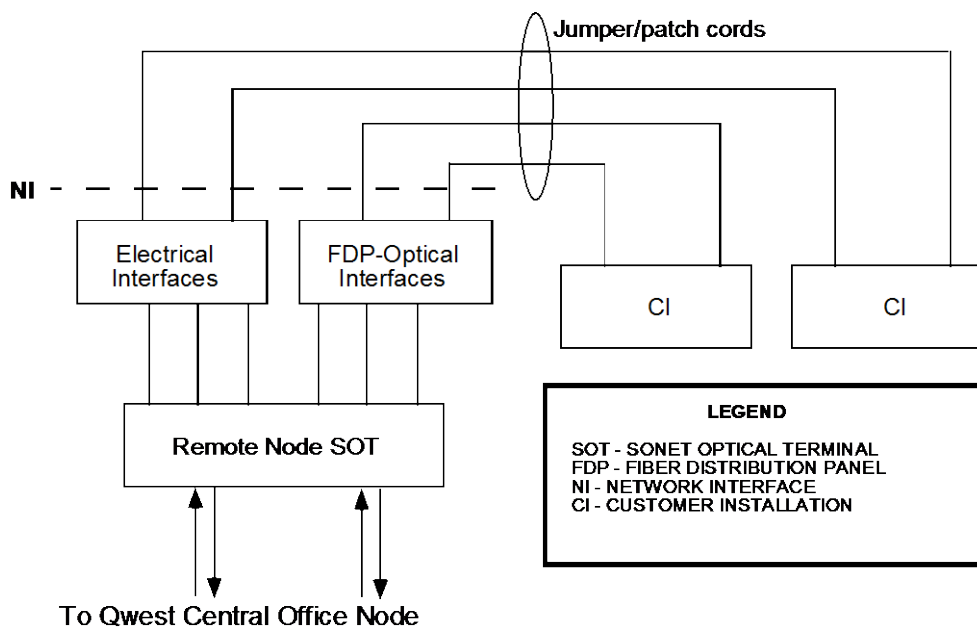 Jumper/patch cords
NI
Electrical
Interfaces
FDP-Optical
Interfaces
CI
CI
Remote Node SOT
LEGEND
SOT - SONET OPTICAL TERMINAL
FDP - FIBER DISTRIBUTION PANEL
NI - NETWORK INTERFACE
CI - CUSTOMER INSTALLATION
To Qwest Central Office Node